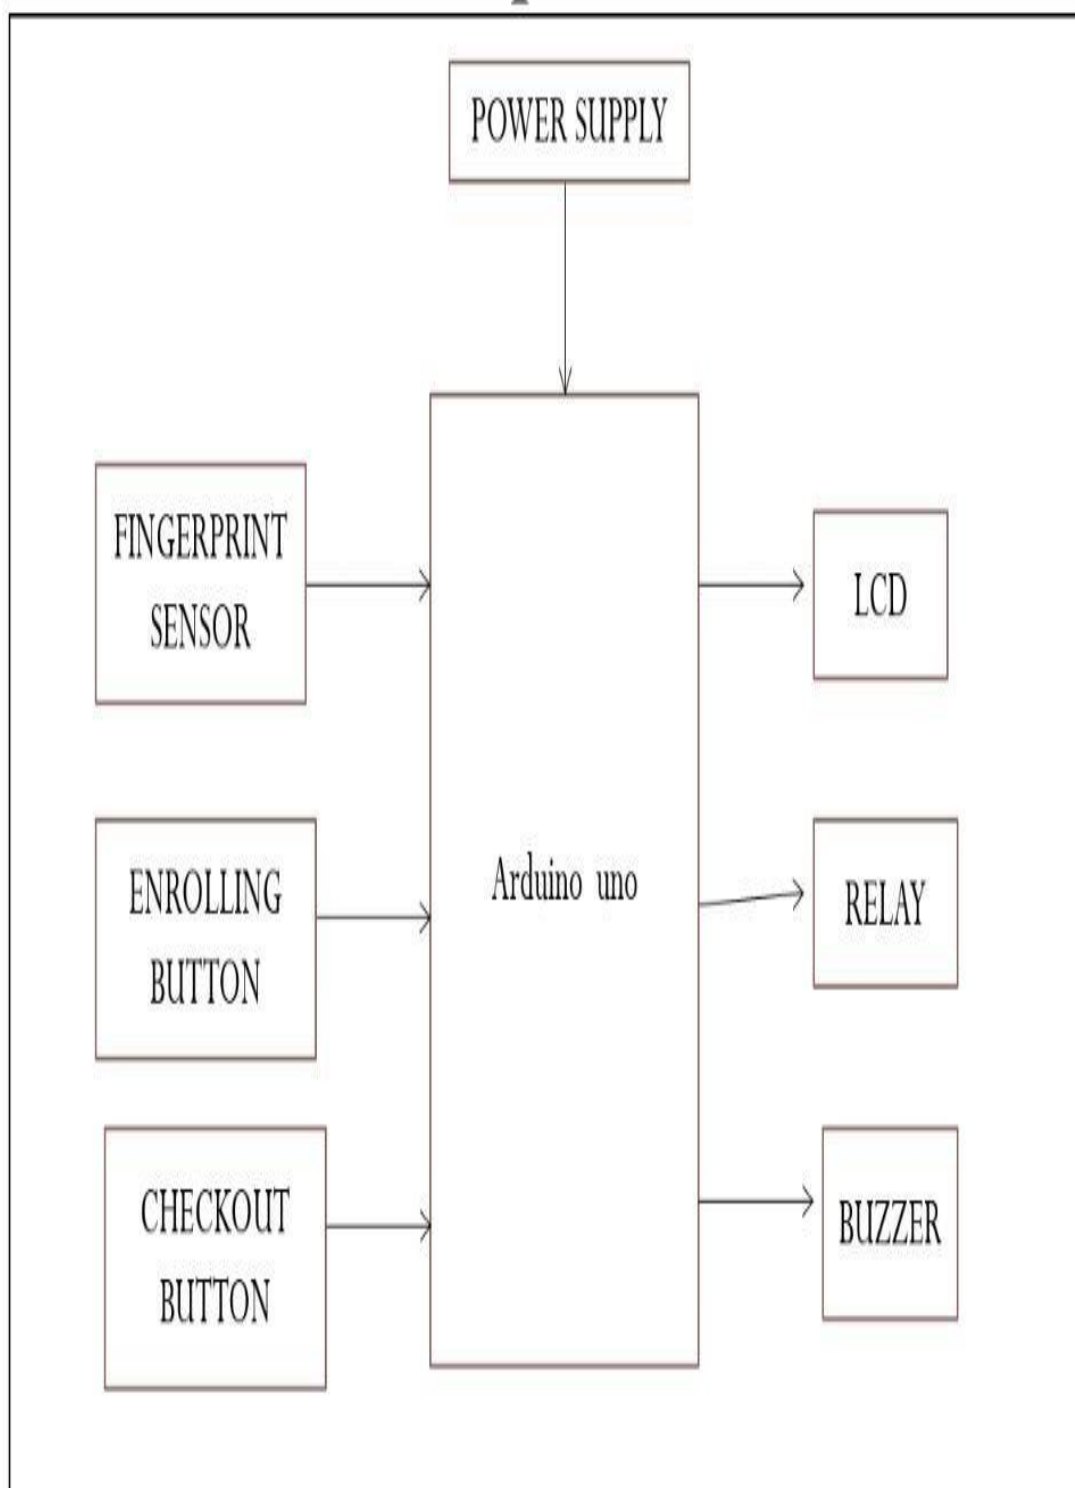 POWER SUPPLY
FINGERPRINT
SENSOR
LCD
Arduino uno
ENROLLING
BUTTON
RELAY
CHECKOUT
BUTTON
BUZZER